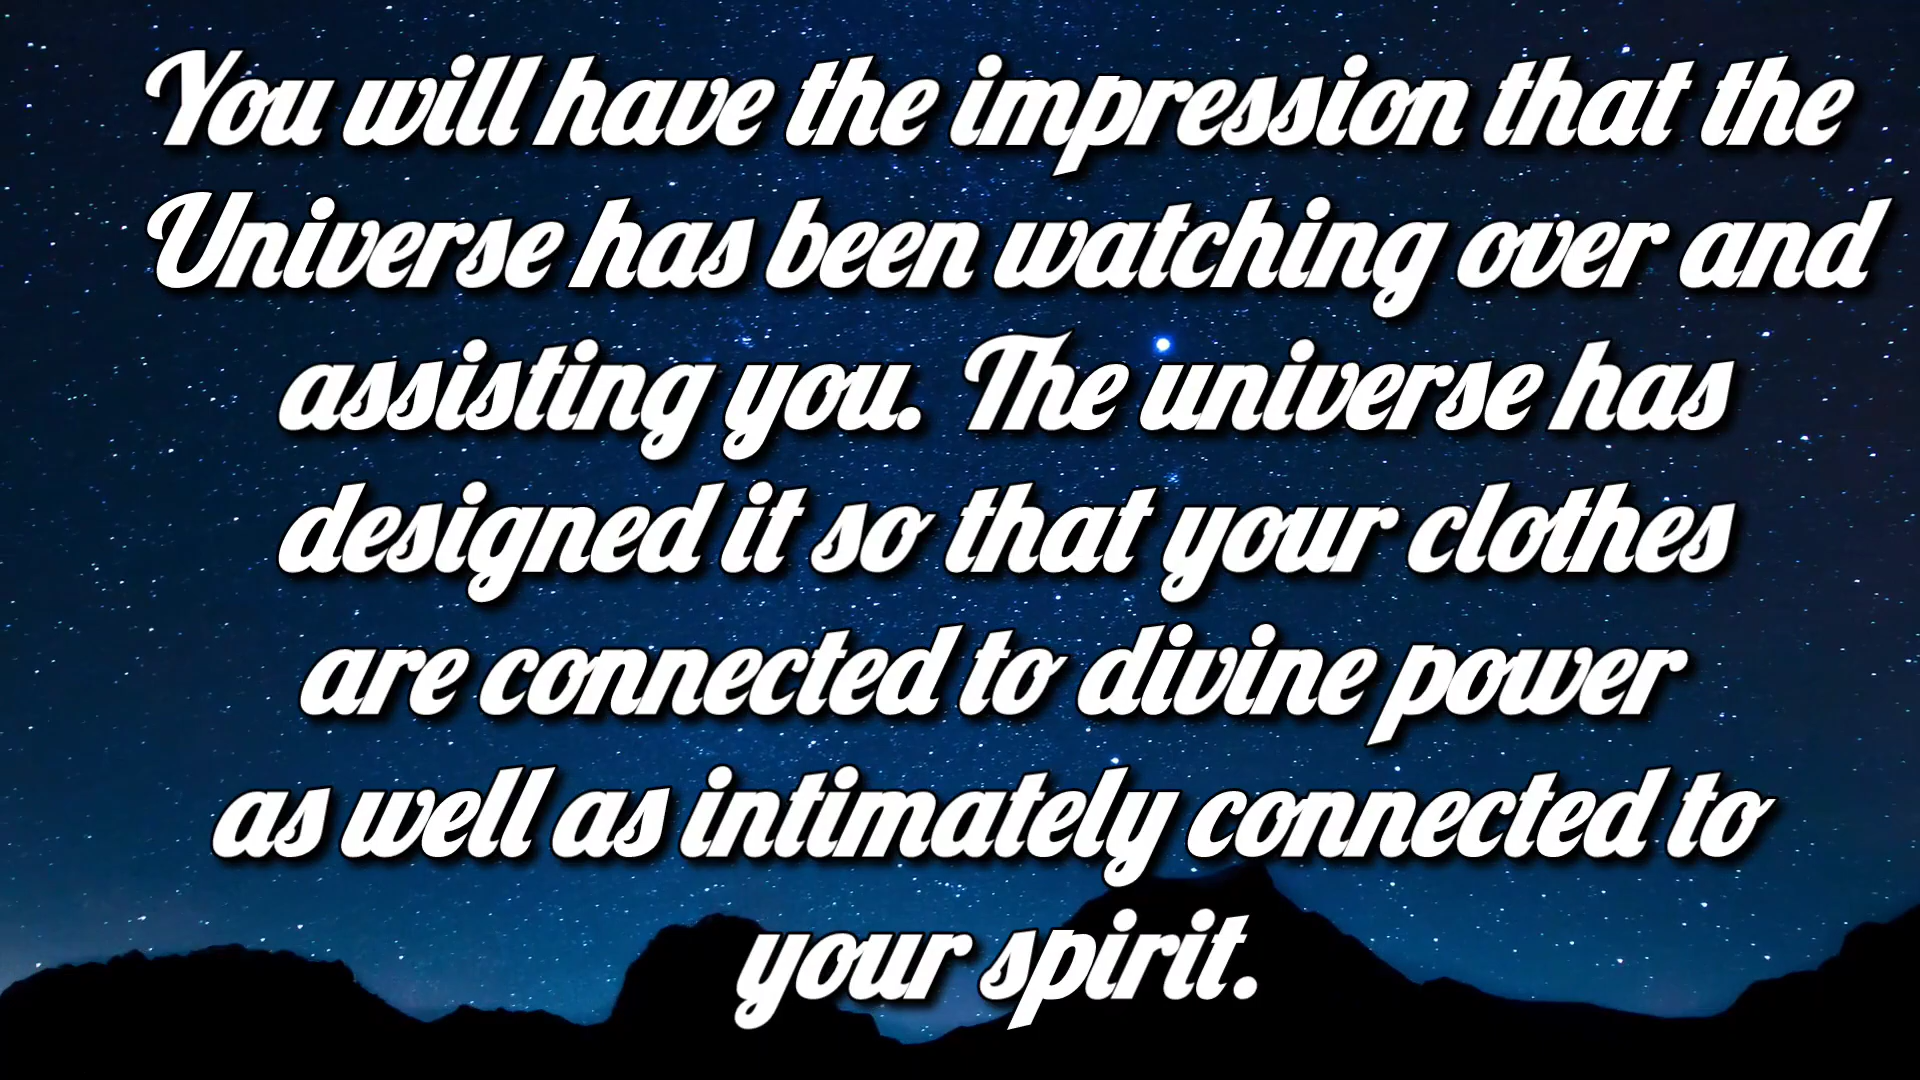 You will have the impression that the
Universe has been watching over and
assisting you. The universe has
designed it so that your clothes
are connected to divine power
as well as intimately connected to
your spirit.